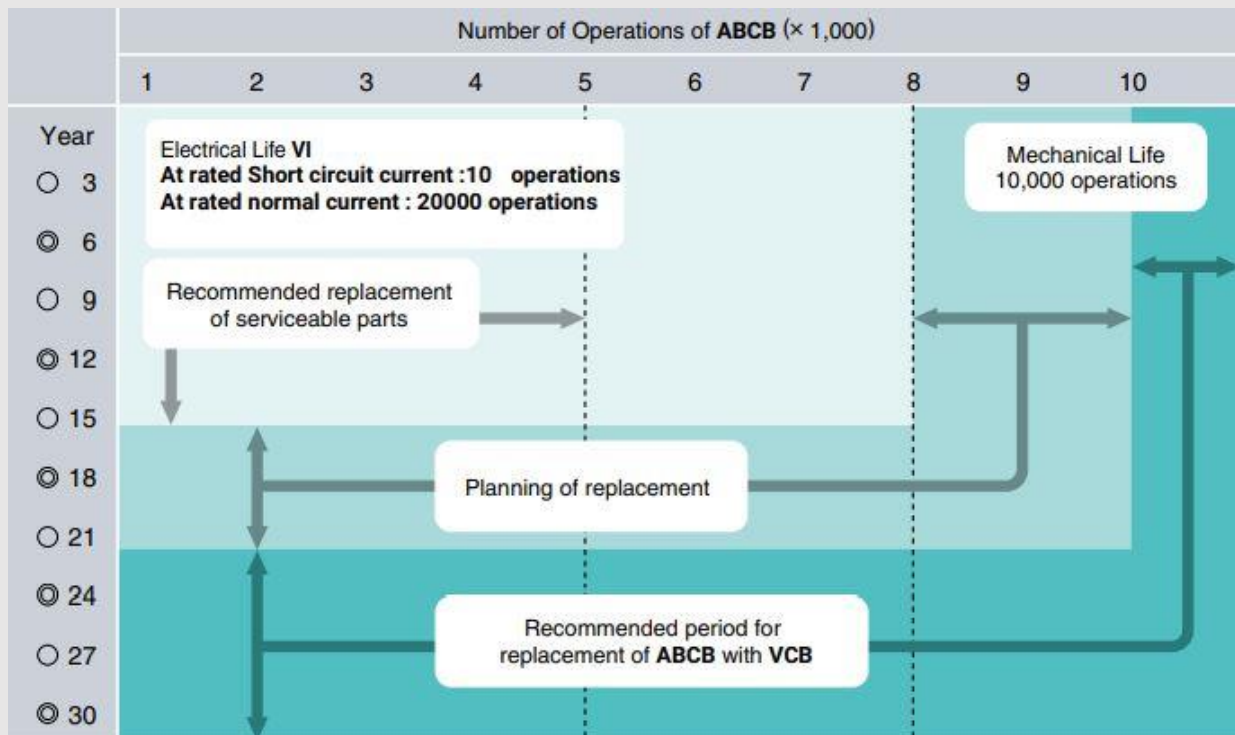 Number of Operations of ABCB (× 1,000)
1 2 3 4 5 6 7 8 9 10
Year
3
6
9
12
15
18
21
24
27
30
Electrical Life VI
At rated Short circuit current :10 operations
At rated normal current : 20000 operations
Mechanical Life
10,000 operations
Recommended replacement
of serviceable parts
Planning of replacement
Recommended period for
replacement of ABCB with VCB